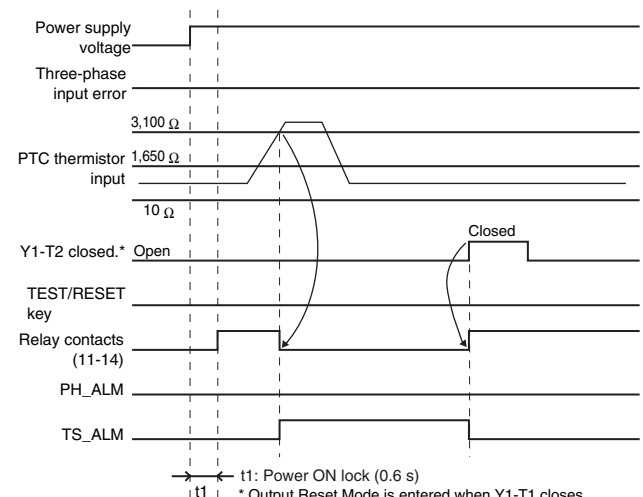 Power supply
voltage
Three-phase
input error
3,100 Ω
PTC thermistor
input
1,650 Ω
10 Ω
Y1-T2 closed.*
Open
Closed
TEST/RESET
key
Relay contacts
(11-14)
PH_ALM
TS_ALM
t1: Power ON lock (0.6 s)
t1
* Output Reset Mode is entered when Y1-T1 closes.